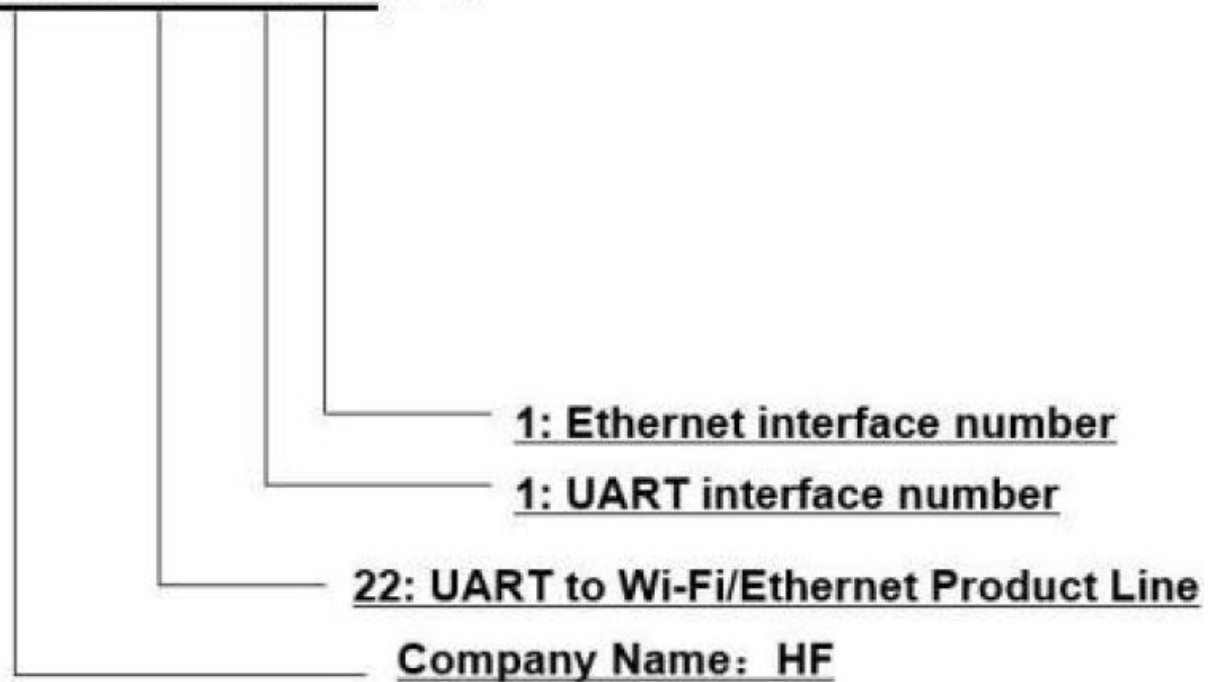 1: Ethernet interface number
1: UART interface number
22: UART to Wi-Fi/Ethernet Product Line
Company Name：HF